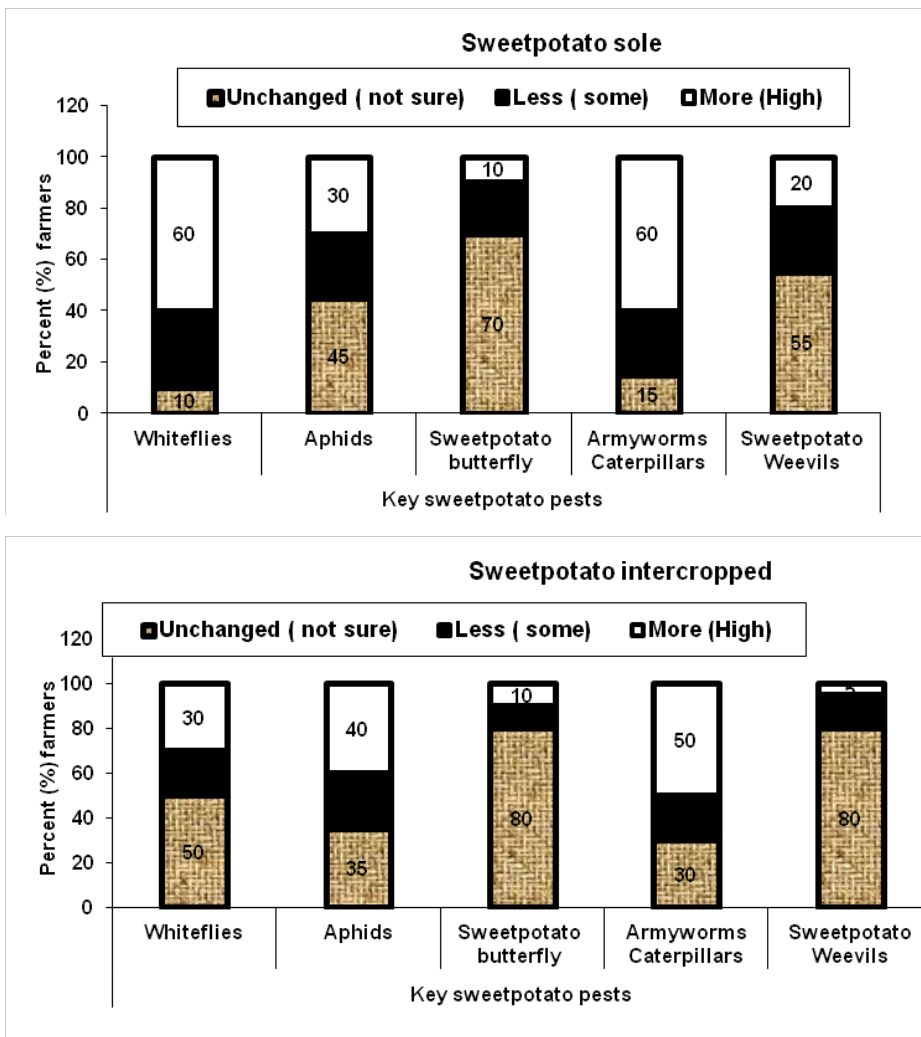 Sweetpotato sole
Unchanged ( not sure) Less ( some) More (High)
120
100
80
60
40
20
0
Percent (%) farmers
60
30
10
60
20
10
45
70
15
55
Whiteflies
Aphids
Sweetpotato
butterfly
Armyworms
Caterpillars
Sweetpotato
Weevils
Key sweetpotato pests
Sweetpotato intercropped
Unchanged ( not sure) Less ( some) More (High)
120
100
80
60
40
20
0
Percent (%) farmers
30
40
10
50
5
50
35
80
30
80
Whiteflies
Aphids
Sweetpotato
butterfly
Armyworms
Caterpillars
Sweetpotato
Weevils
Key sweetpotato pests